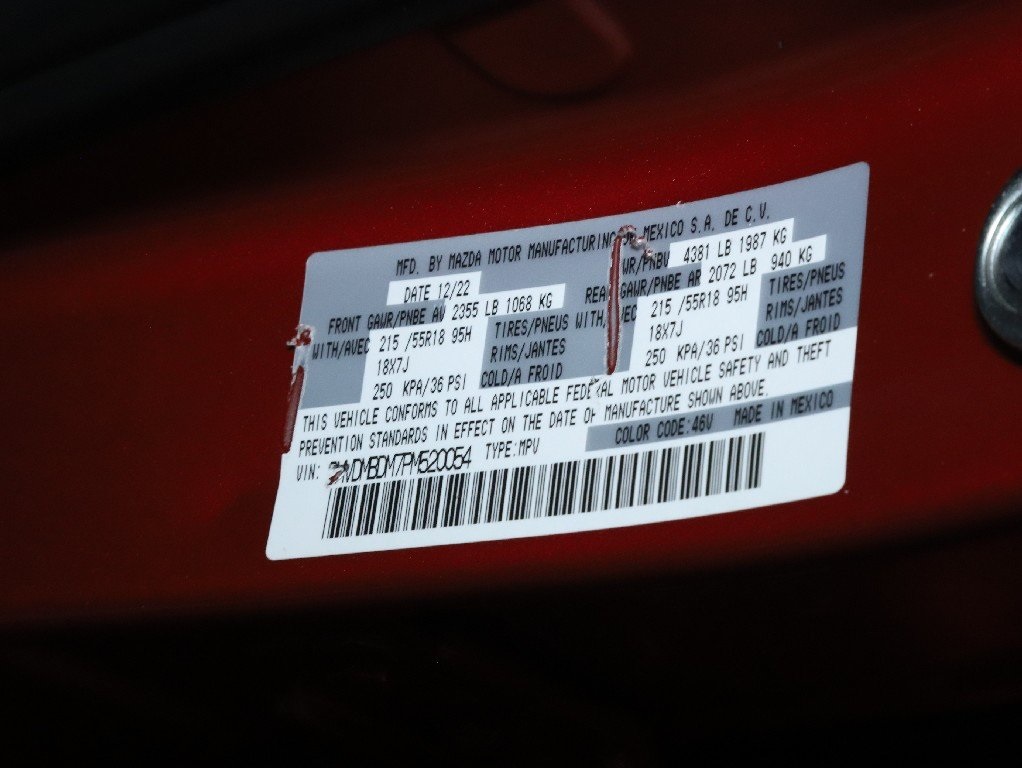 MFD. BY MAZDA MOTOR MANUFACTURING MEXICO S.A. DE C.V.
DATE 12/22 WR/PNBV 4381 LB 1987 KG
FRONT GAWR/PNBE AV 2355 LB 1068 KG REA GAWR/PNBE AR 2072 LB 940 KG
WITH/AVEC 215 /55R18 95H TIRES/PNEUS WITH/AVEC 215 /55R18 95H TIRES/PNEUS
18X7J RIMS/JANTES 18X7J RIMS/JANTES
250 KPA/36 PSI COLD/A FROID 250 KPA/36 PSI COLD/A FROID
THIS VEHICLE CONFORMS TO ALL APPLICABLE FEDERAL MOTOR VEHICLE SAFETY AND THEFT
PREVENTION STANDARDS IN EFFECT ON THE DATE OF MANUFACTURE SHOWN ABOVE.
COLOR CODE:46V MADE IN MEXICO
VIN: VDMBDM7PM520054 TYPE:MPV